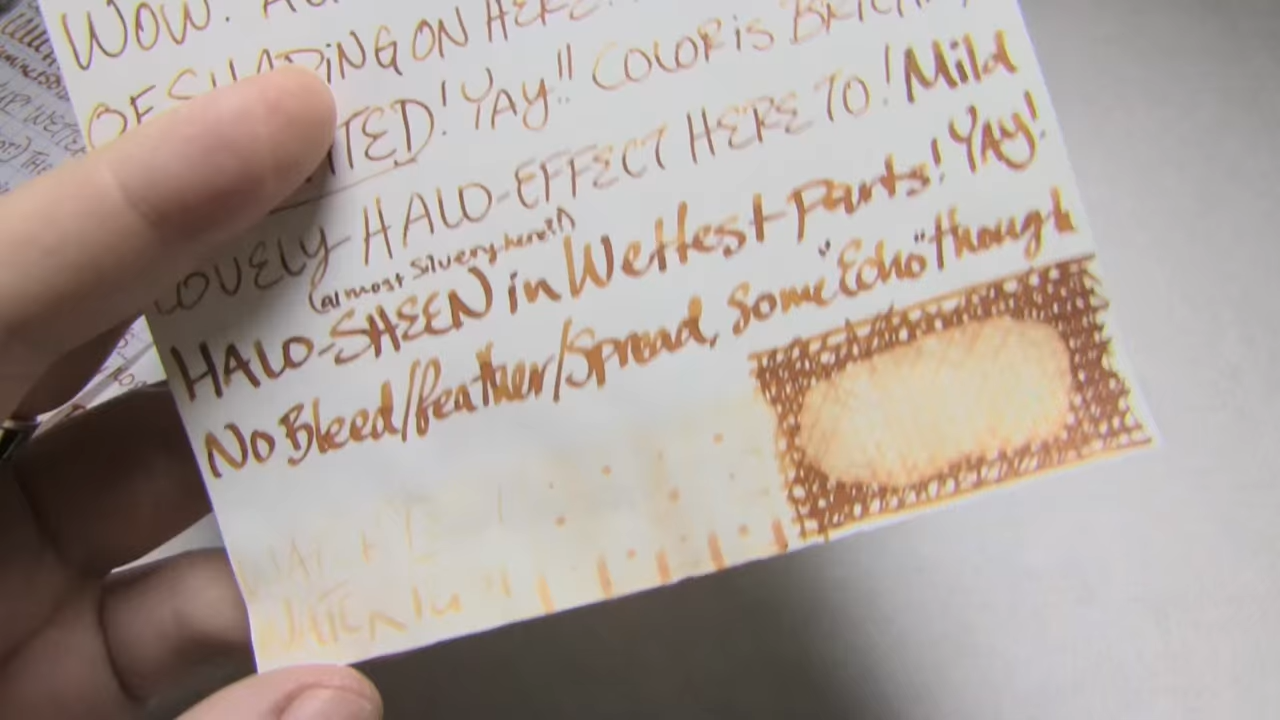 WOW!
OF SHADING ON HERE!
TED! YAY!! COLOR is BRIGHT
LOVELY HALO-EFFECT HERE TO! Mild
(almost Silvery here!!)
HALO-SHEEN in Wettest Parts! YAY!
No Bleed/feather/Spread, Some "Echo" though
WATER